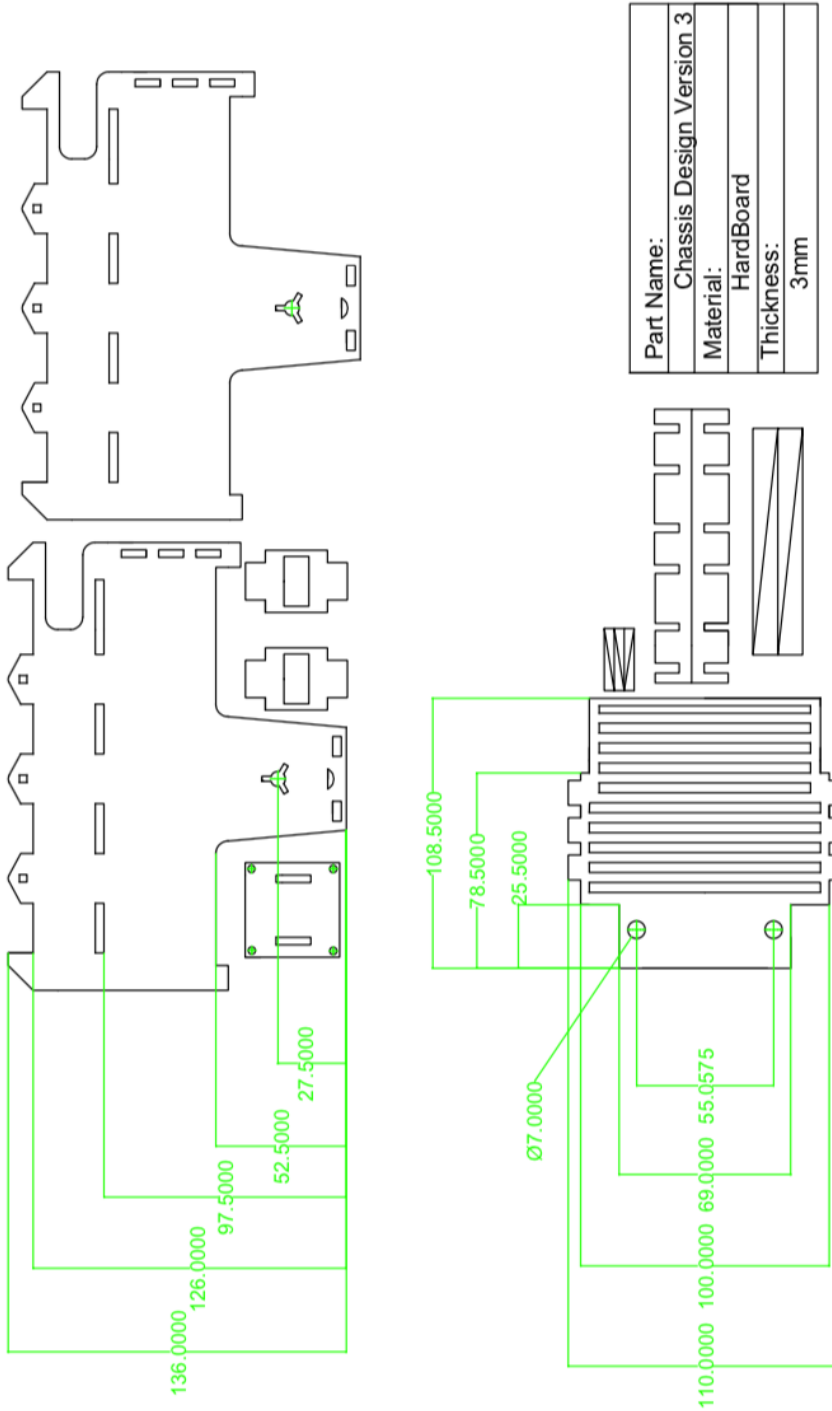 Part Name:
Chassis Design Version 3
Material:
HardBoard
Thickness:
3mm
136.0000
126.0000
97.5000
52.5000
27.5000
108.5000
78.5000
25.5000
Ø7.0000
55.0575
69.0000
100.0000
110.0000